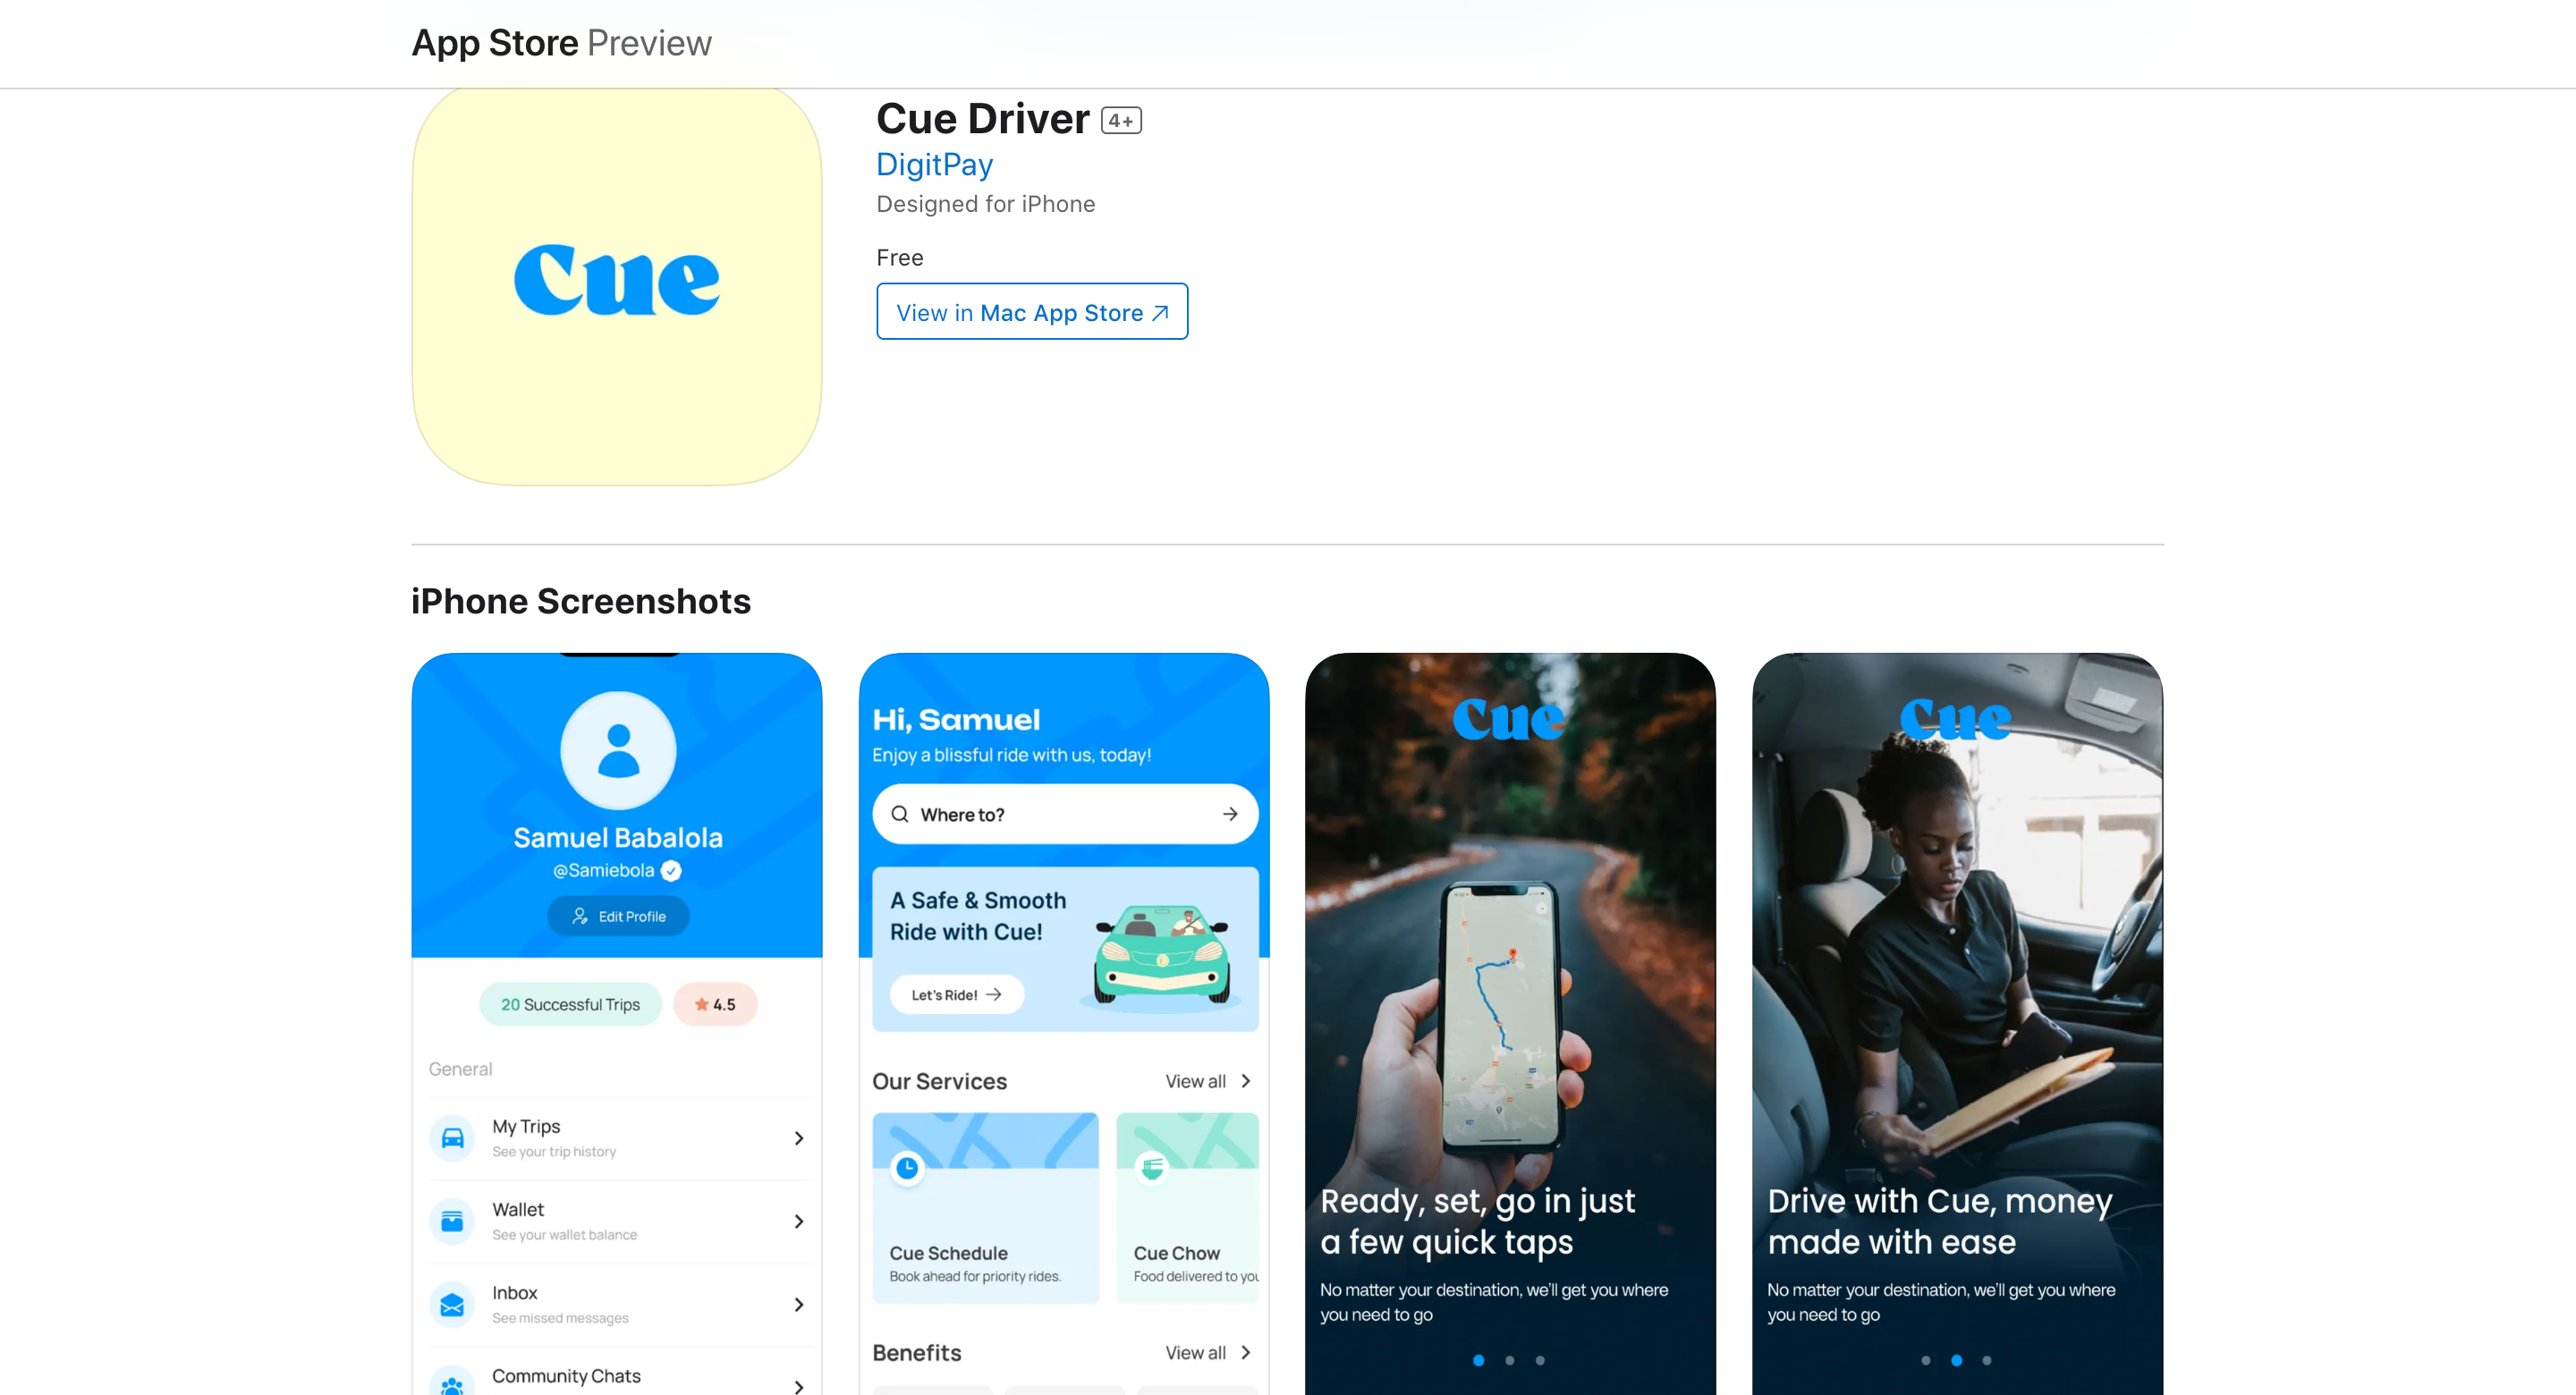 App Store Preview
Cue
Cue Driver 4+
DigitPay
Designed for iPhone
Free
View in Mac App Store
iPhone Screenshots
Samuel Babalola
@Samiebola
Edit Profile
20 Successful Trips
4.5
General
My Trips
See your trip history
Wallet
See your wallet balance
Inbox
See missed messages
Community Chats
Hi, Samuel
Enjoy a blissful ride with us, today!
Where to?
A Safe & Smooth
Ride with Cue!
Let's Ride!
Our Services
View all
Cue Schedule
Book ahead for priority rides.
Cue Chow
Food delivered to you
Benefits
View all
Cue
Ready, set, go in just
a few quick taps
No matter your destination, we'll get you where
you need to go
Cue
Drive with Cue, money
made with ease
No matter your destination, we'll get you where
you need to go